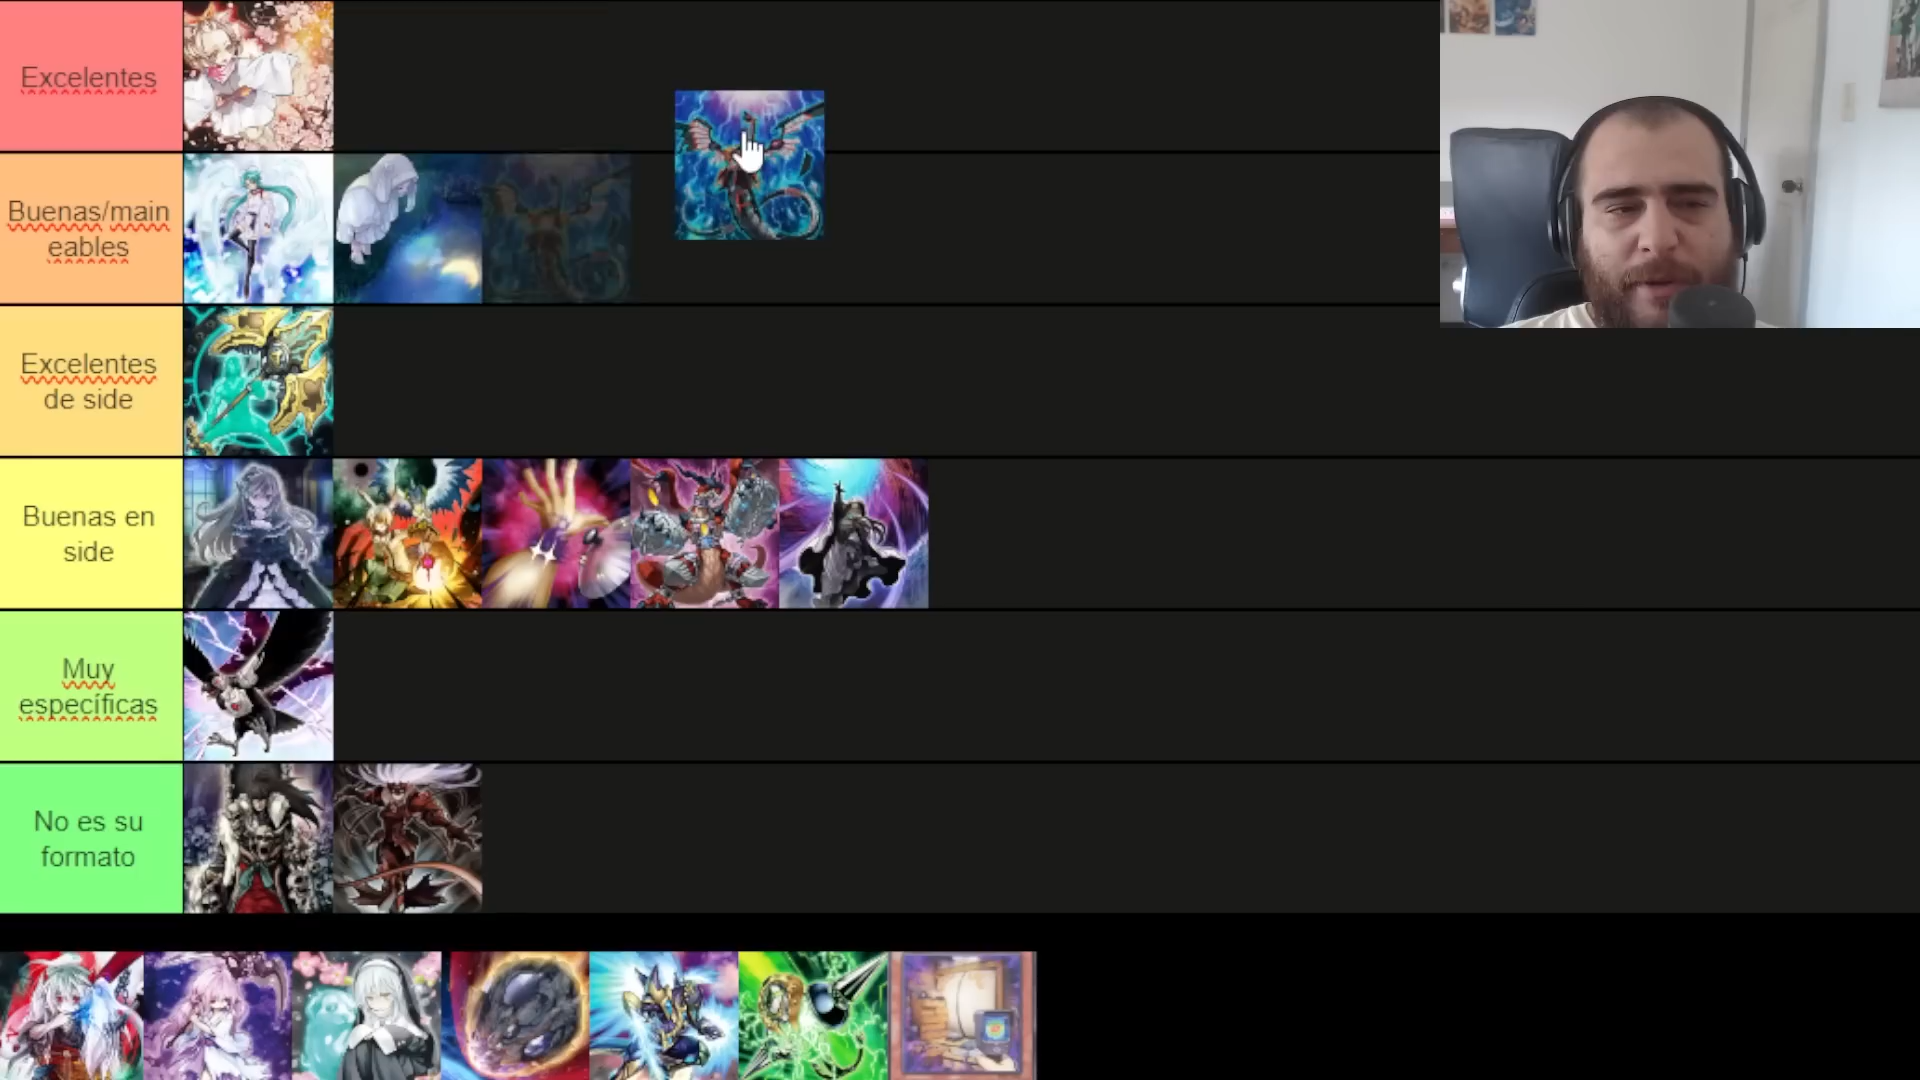 Excelentes
Buenas/main
eables
Excelentes
de side
Buenas en
side
Muy
específicas
No es su
formato